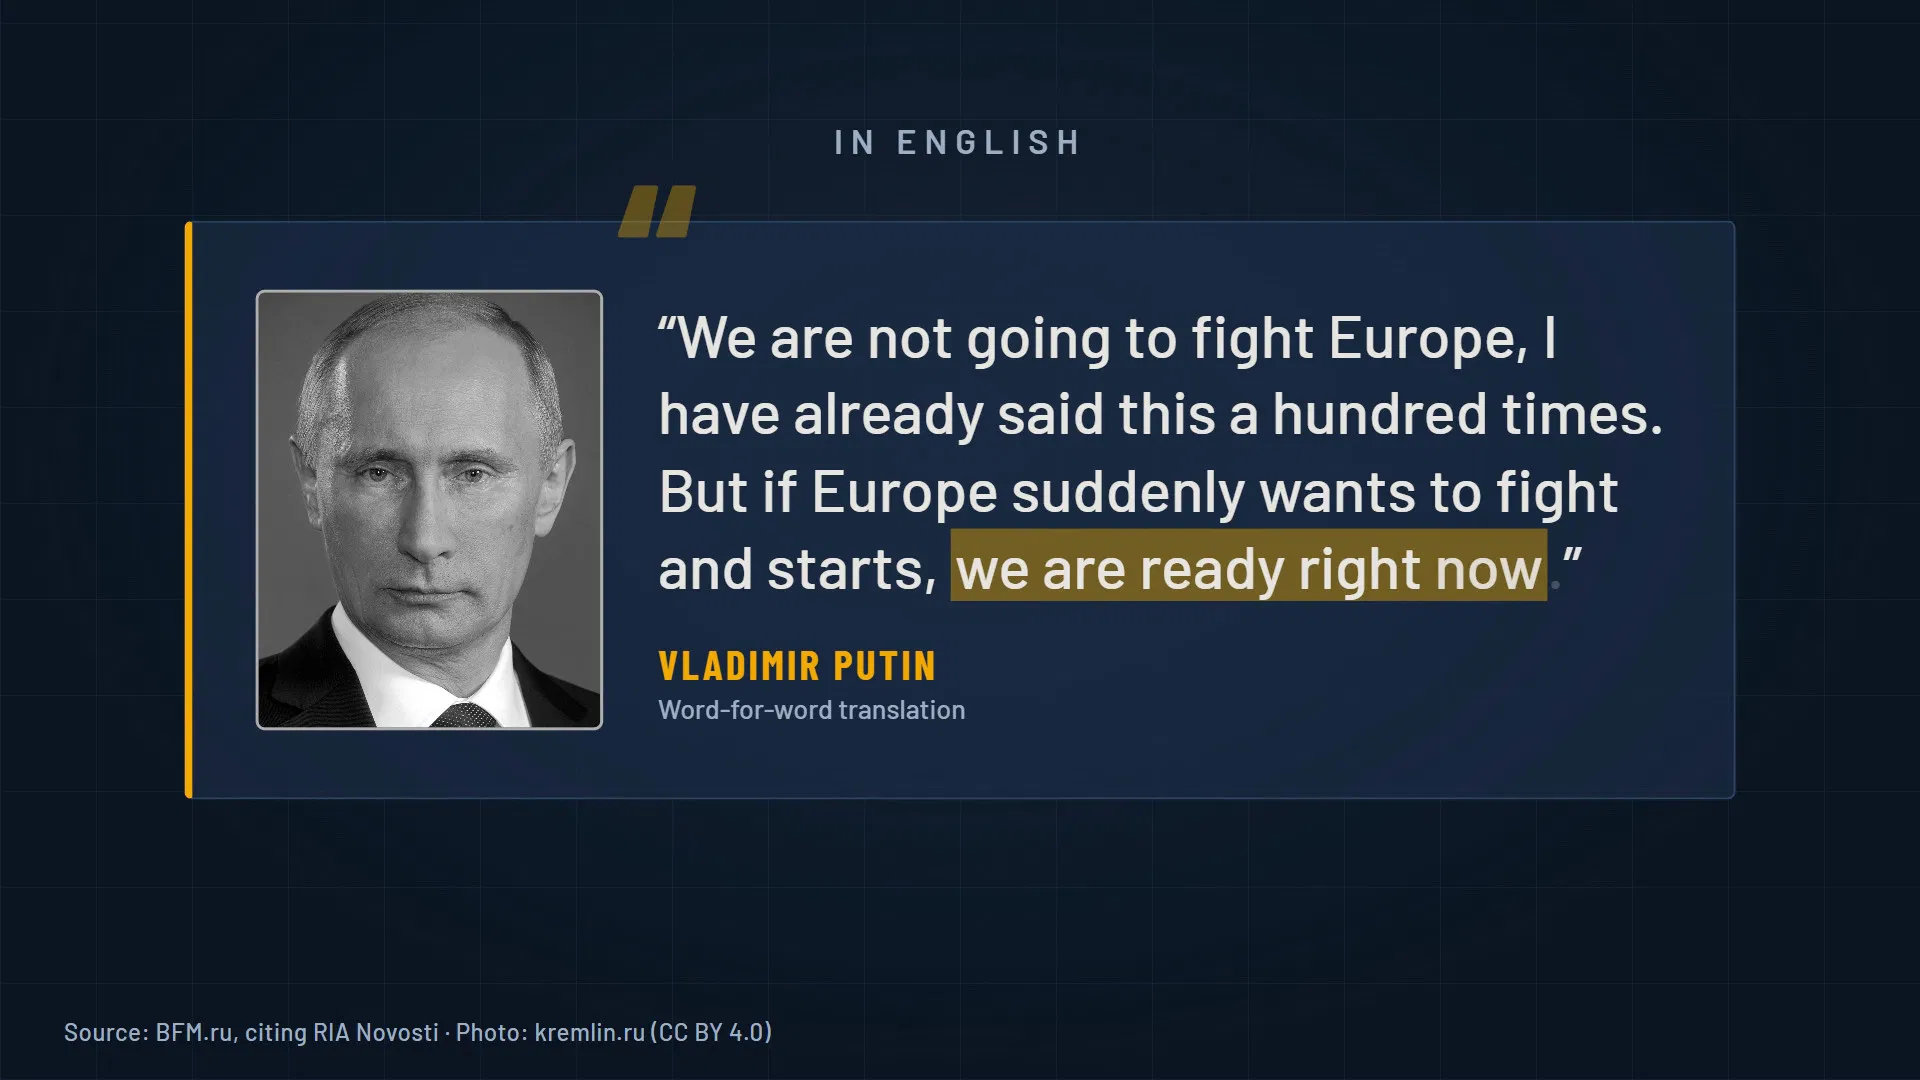 IN ENGLISH
“We are not going to fight Europe, I
have already said this a hundred times.
But if Europe suddenly wants to fight
and starts, we are ready right now.”
VLADIMIR PUTIN
Word-for-word translation
Source: BFM.ru, citing RIA Novosti · Photo: kremlin.ru (CC BY 4.0)